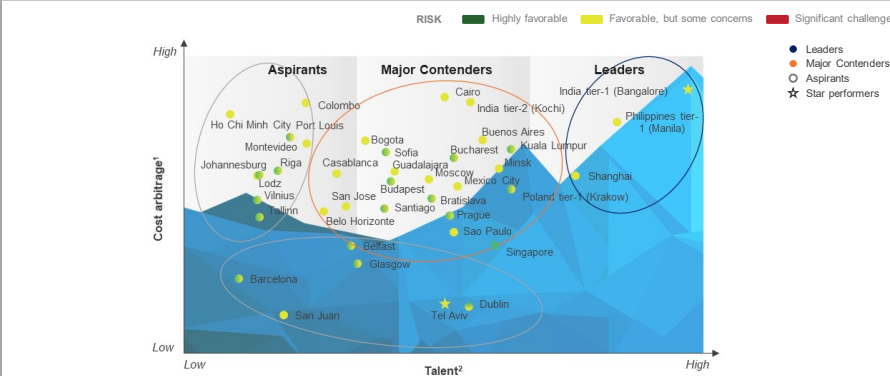 RISK
Highly favorable
Favorable, but some concerns
Significant challenge
High
Leaders
Major Contenders
Aspirants
Star performers
Aspirants
Major Contenders
Leaders
Cairo
India tier-1 (Bangalore)
Colombo
India tier-2 (Kochi)
Philippines tier-
1 (Manila)
Ho Chi Minh City
Port Louis
Buenos Aires
Montevideo
Bogota
Kuala Lumpur
Sofia
Bucharest
Johannesburg
Riga
Casablanca
Guadalajara
Minsk
Moscow
Shanghai
Lodz
Mexico City
Budapest
Vilnius
San Jose
Bratislava
Poland tier-1 (Krakow)
Tallinn
Santiago
Prague
Belo Horizonte
Sao Paulo
Belfast
Singapore
Glasgow
Barcelona
Dublin
San Juan
Tel Aviv
Cost arbitrage¹
Low
Low
High
Talent²